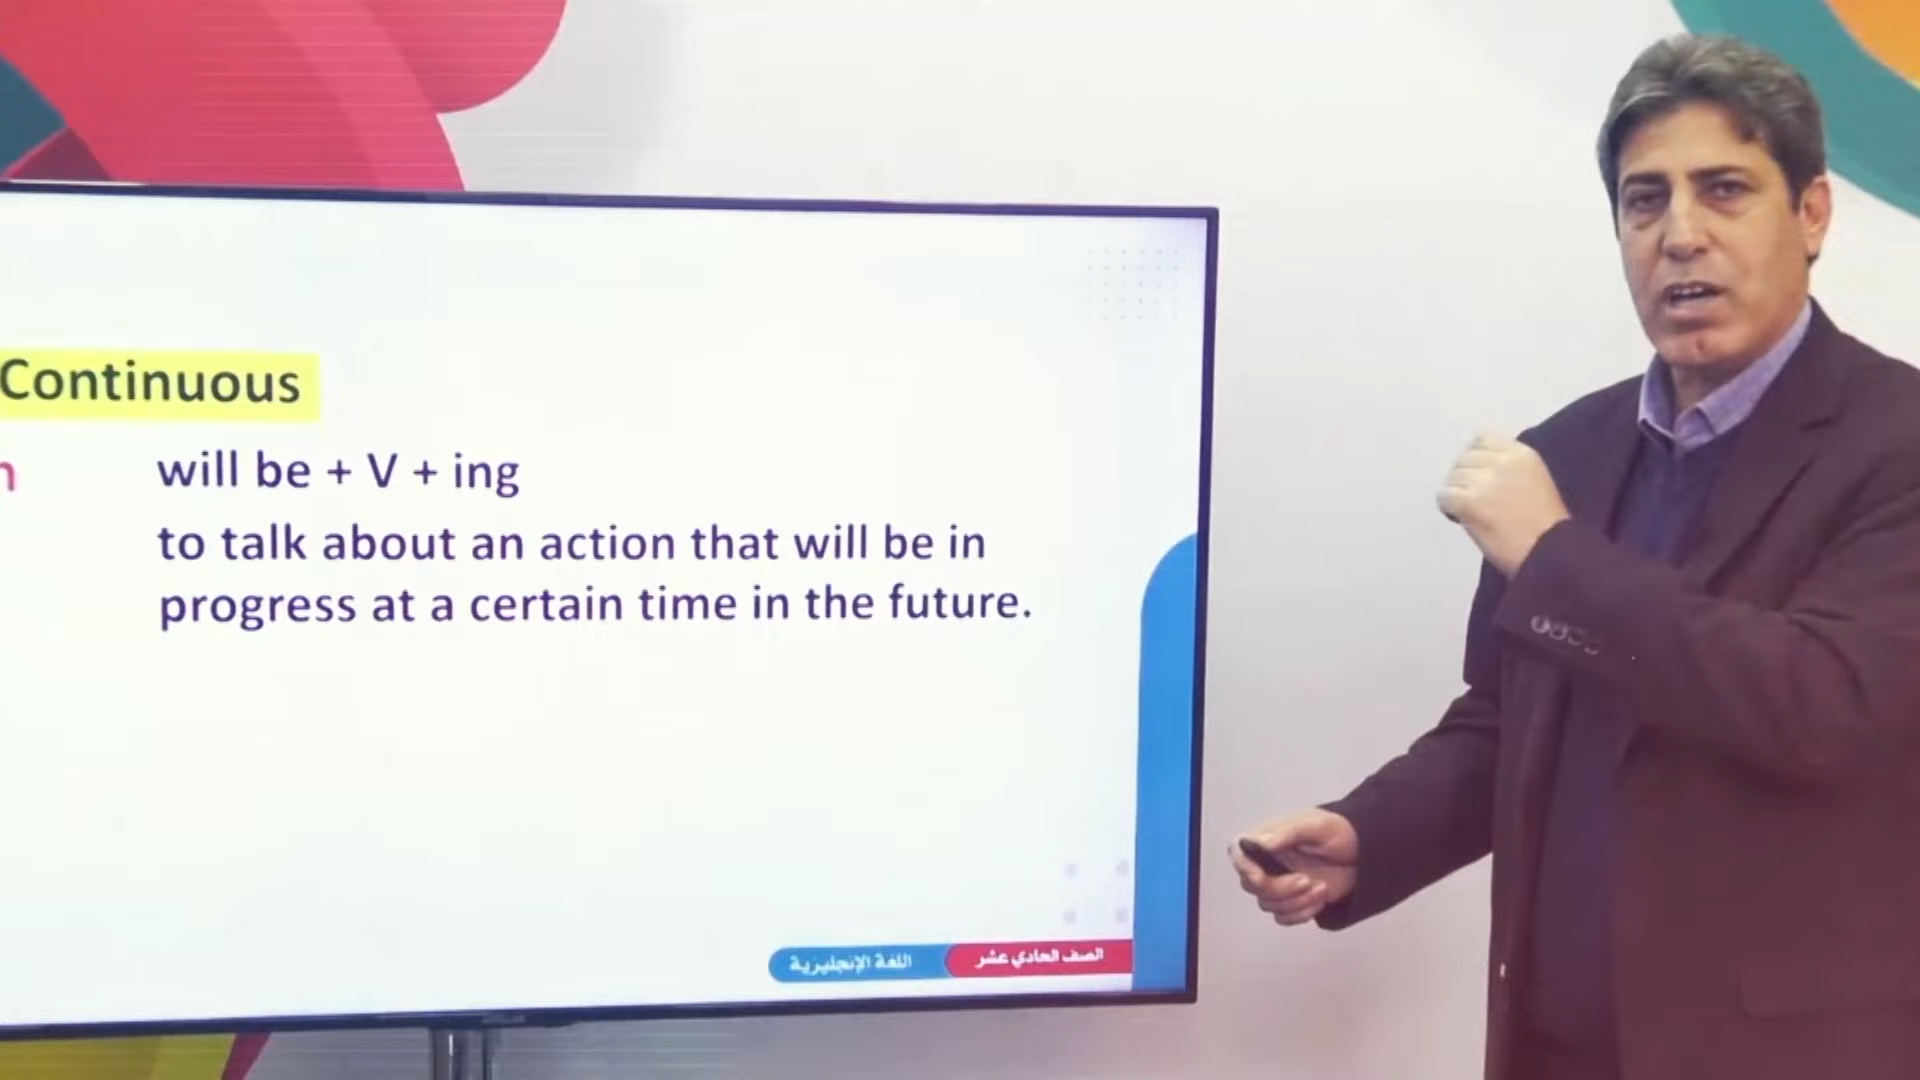 Continuous
n will be + V + ing
to talk about an action that will be in
progress at a certain time in the future.
الصف الحادي عشر
اللغة الإنجليزية